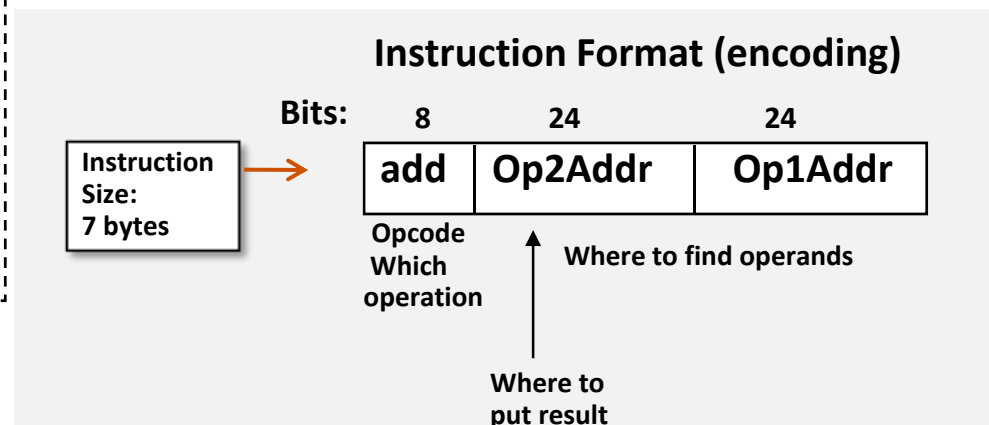 Instruction Format (encoding)
Bits: 8 24 24
Instruction
Size:
7 bytes
add Op2Addr Op1Addr
Opcode
Which
operation
Where to find operands
Where to
put result